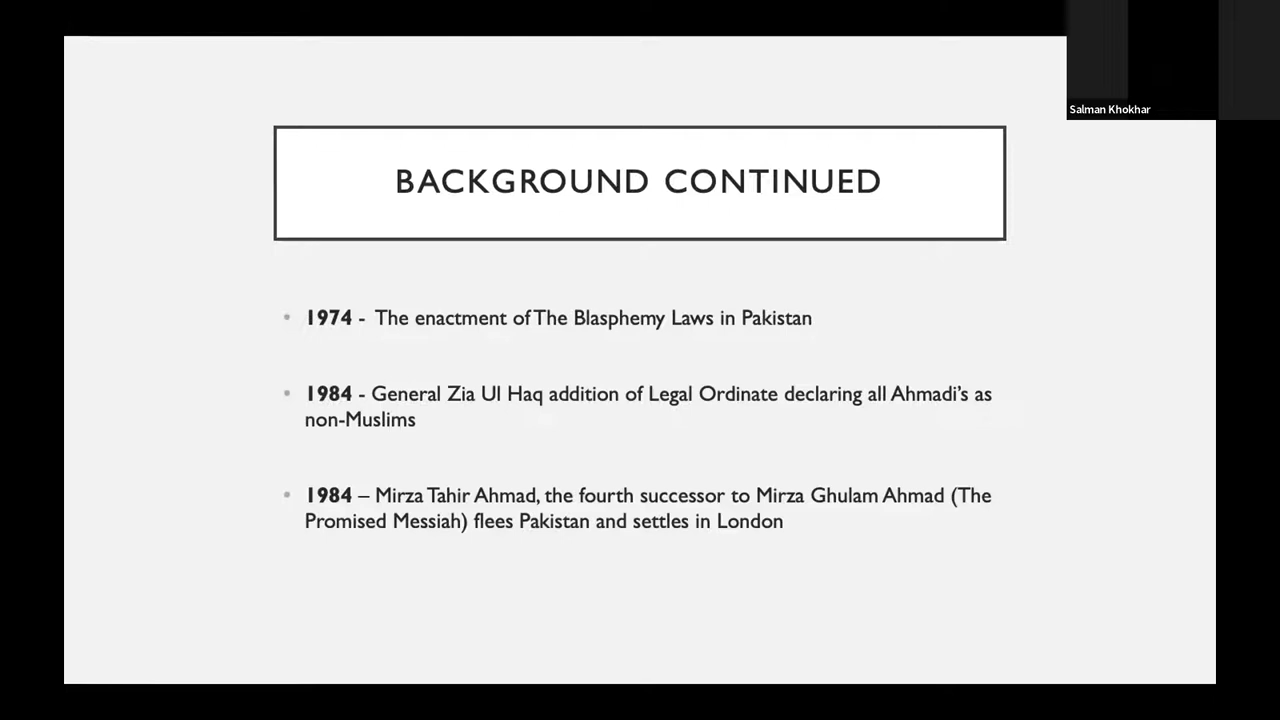 Salman Khokhar
BACKGROUND CONTINUED
• 1974 - The enactment of The Blasphemy Laws in Pakistan
• 1984 - General Zia Ul Haq addition of Legal Ordinate declaring all Ahmadi's as
non-Muslims
• 1984 – Mirza Tahir Ahmad, the fourth successor to Mirza Ghulam Ahmad (The
Promised Messiah) flees Pakistan and settles in London